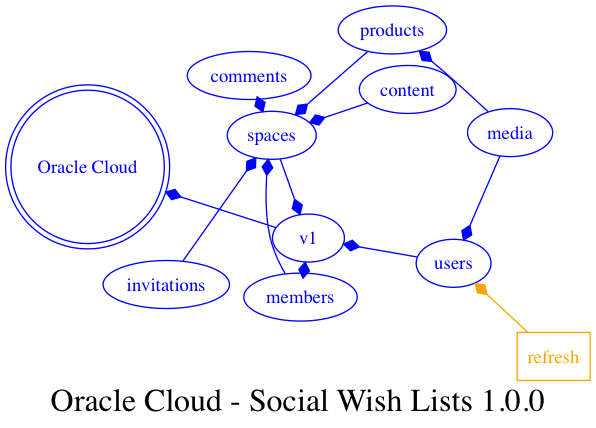 products
comments
content
spaces
media
Oracle Cloud
v1
users
invitations
members
refresh
Oracle Cloud - Social Wish Lists 1.0.0